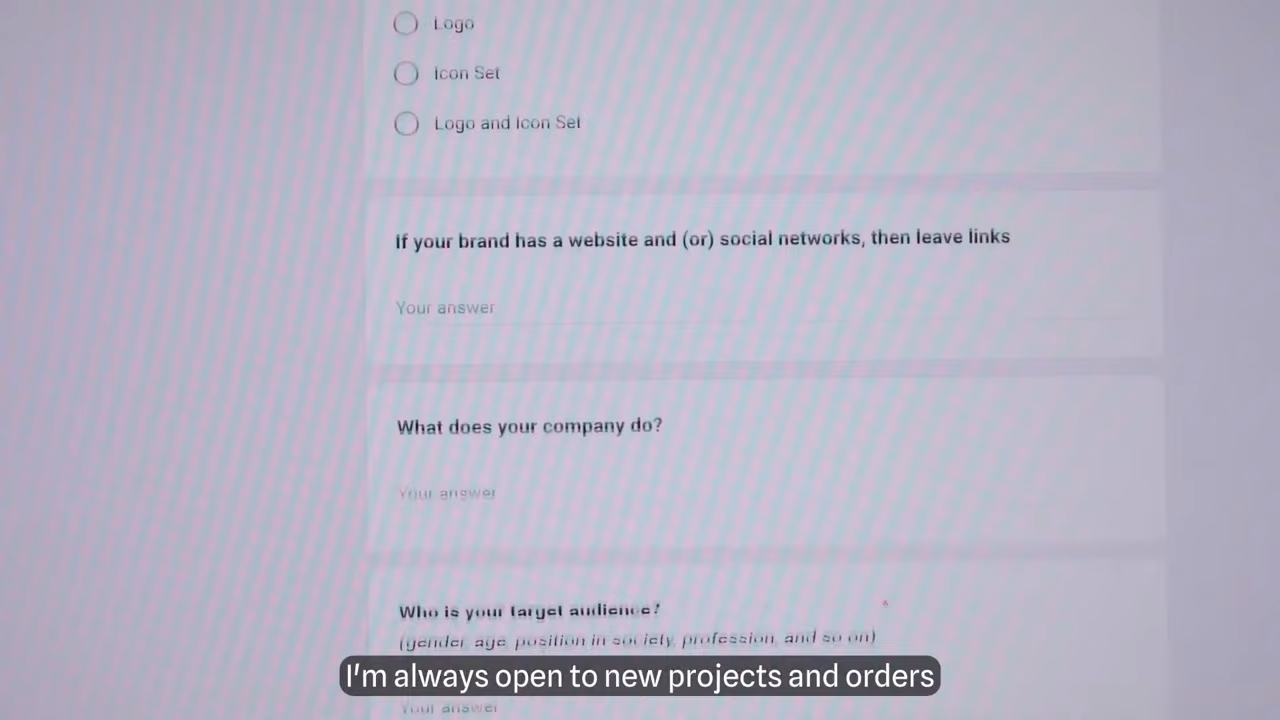 Logo
Icon Set
Logo and Icon Set
If your brand has a website and (or) social networks, then leave links
Your answer
What does your company do?
Your answer
Who is your target audience?
*
(gender, age, position in society, profession, and so on)
I'm always open to new projects and orders
Your answer